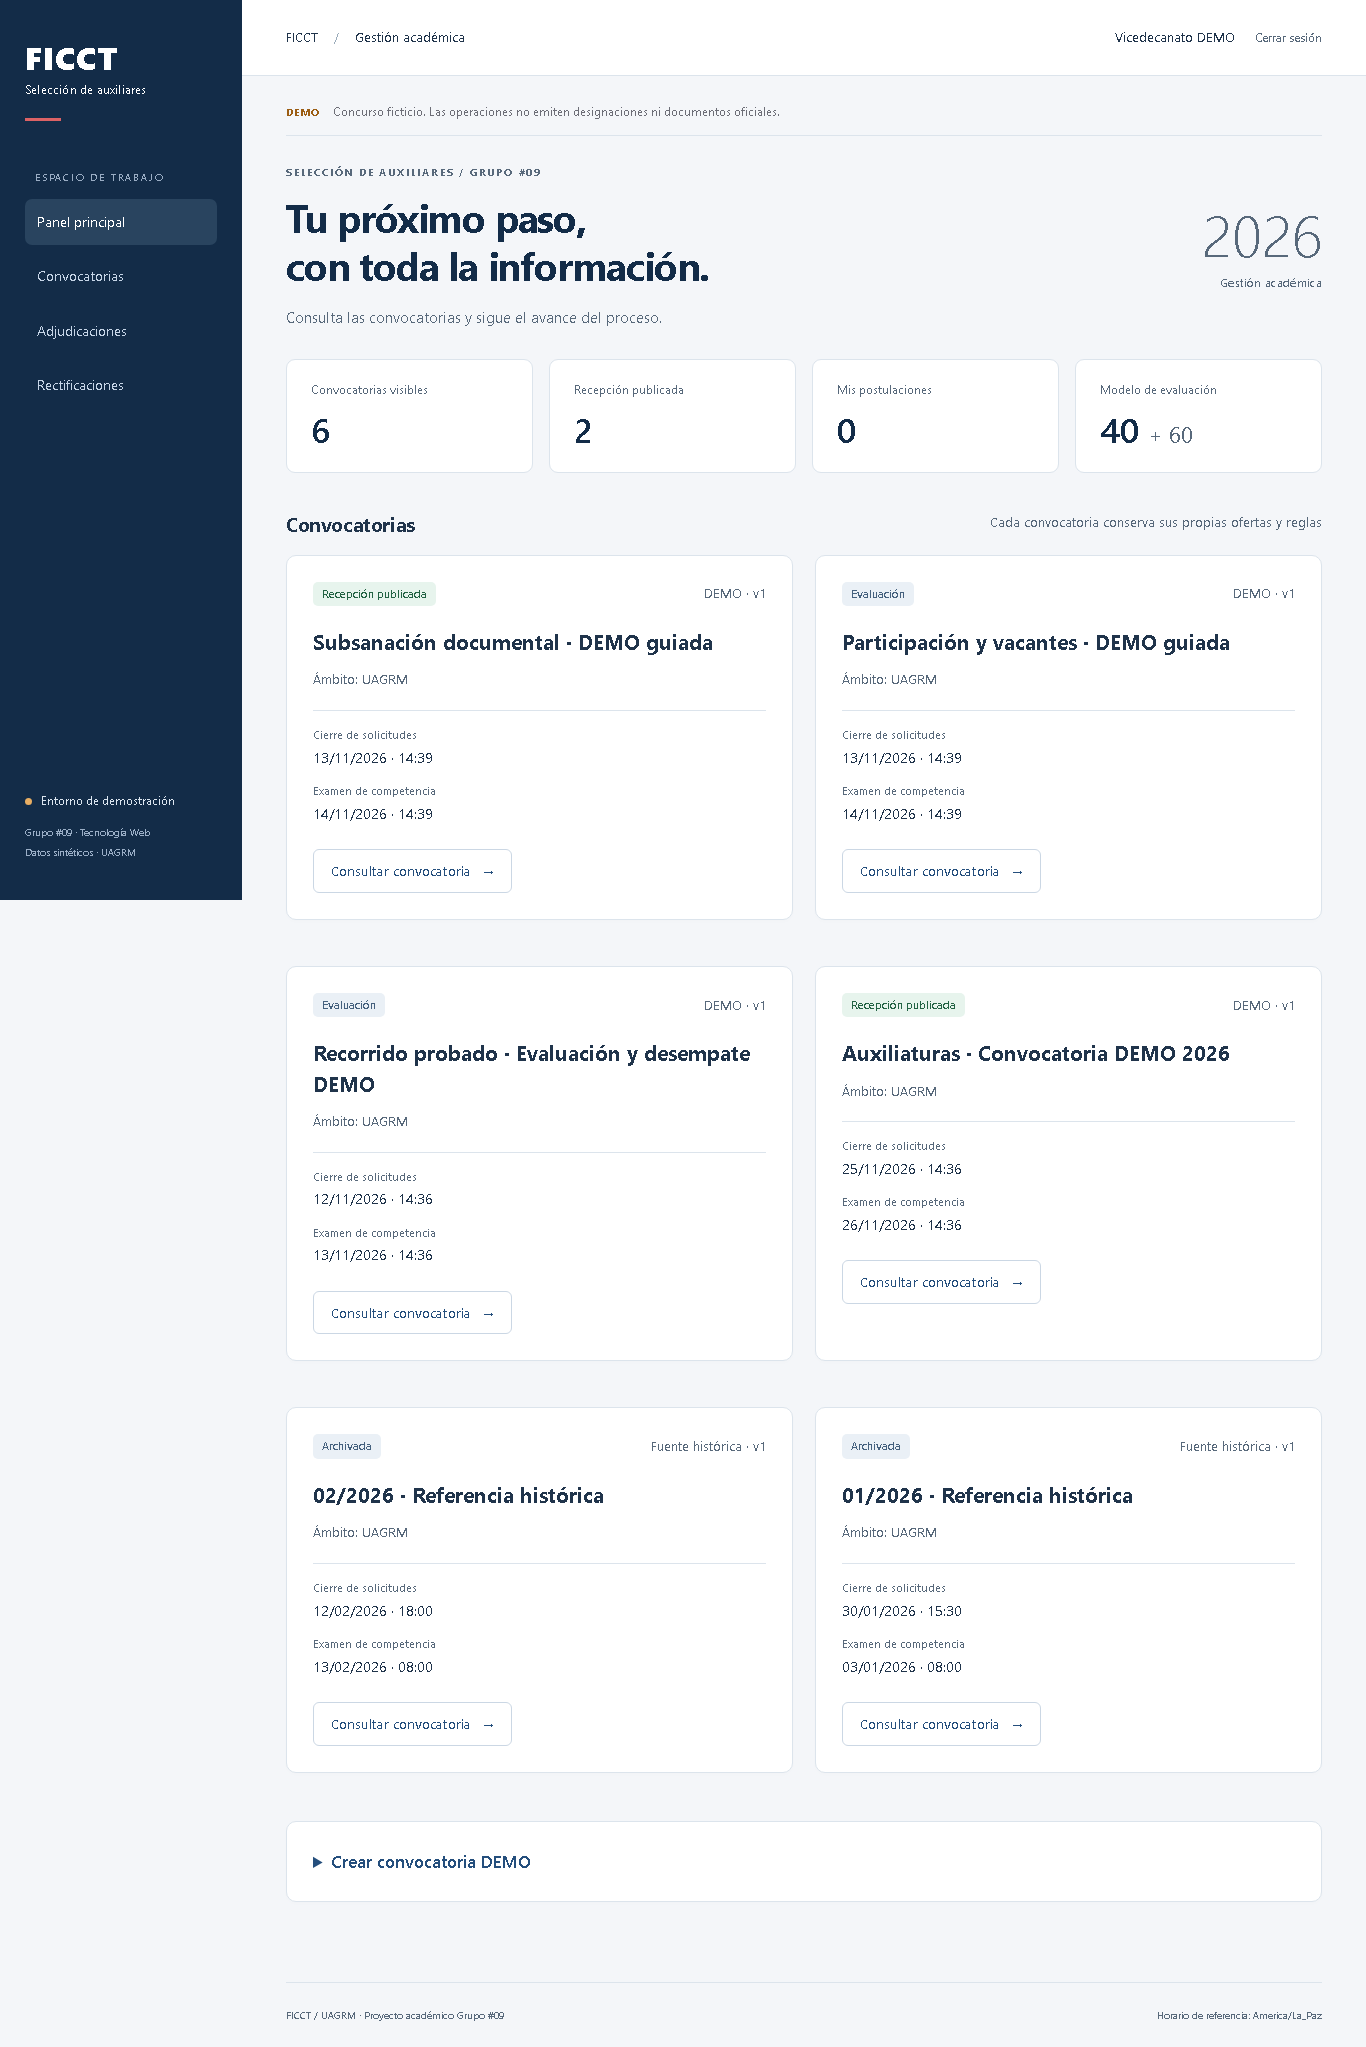 FICCT
Selección de auxiliares
ESPACIO DE TRABAJO
Panel principal
Convocatorias
Adjudicaciones
Rectificaciones
Entorno de demostración
Grupo #09 · Tecnología Web
Datos sintéticos · UAGRM
FICCT / Gestión académica
Vicedecanato DEMO Cerrar sesión
DEMO Concurso ficticio. Las operaciones no emiten designaciones ni documentos oficiales.
SELECCIÓN DE AUXILIARES / GRUPO #09
Tu próximo paso,
con toda la información.
2026
Gestión académica
Consulta las convocatorias y sigue el avance del proceso.
Convocatorias visibles
6
Recepción publicada
2
Mis postulaciones
0
Modelo de evaluación
40 + 60
Convocatorias
Cada convocatoria conserva sus propias ofertas y reglas
Recepción publicada DEMO · v1
Subsanación documental · DEMO guiada
Ámbito: UAGRM
Cierre de solicitudes
13/11/2026 · 14:39
Examen de competencia
14/11/2026 · 14:39
Consultar convocatoria →
Evaluación DEMO · v1
Participación y vacantes · DEMO guiada
Ámbito: UAGRM
Cierre de solicitudes
13/11/2026 · 14:39
Examen de competencia
14/11/2026 · 14:39
Consultar convocatoria →
Evaluación DEMO · v1
Recorrido probado · Evaluación y desempate
DEMO
Ámbito: UAGRM
Cierre de solicitudes
12/11/2026 · 14:36
Examen de competencia
13/11/2026 · 14:36
Consultar convocatoria →
Recepción publicada DEMO · v1
Auxiliaturas · Convocatoria DEMO 2026
Ámbito: UAGRM
Cierre de solicitudes
25/11/2026 · 14:36
Examen de competencia
26/11/2026 · 14:36
Consultar convocatoria →
Archivada Fuente histórica · v1
02/2026 · Referencia histórica
Ámbito: UAGRM
Cierre de solicitudes
12/02/2026 · 18:00
Examen de competencia
13/02/2026 · 08:00
Consultar convocatoria →
Archivada Fuente histórica · v1
01/2026 · Referencia histórica
Ámbito: UAGRM
Cierre de solicitudes
30/01/2026 · 15:30
Examen de competencia
03/01/2026 · 08:00
Consultar convocatoria →
▶ Crear convocatoria DEMO
FICCT / UAGRM · Proyecto académico Grupo #09
Horario de referencia: America/La_Paz